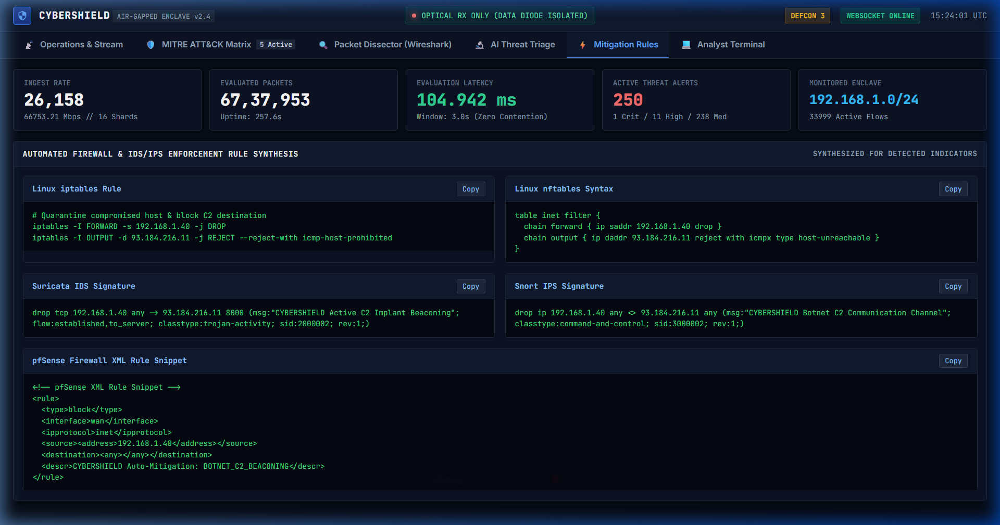 CYBERSHIELD AIR-GAPPED ENCLAVE v2.4
OPTICAL RX ONLY (DATA DIODE ISOLATED)
DEFCON 3
WEBSOCKET ONLINE
15:24:01 UTC
Operations & Stream
MITRE ATT&CK Matrix 5 Active
Packet Dissector (Wireshark)
AI Threat Triage
Mitigation Rules
Analyst Terminal
INGEST RATE
26,158
66753.21 Mbps // 16 Shards
EVALUATED PACKETS
67,37,953
Uptime: 257.6s
EVALUATION LATENCY
104.942 ms
Window: 3.0s (Zero Contention)
ACTIVE THREAT ALERTS
250
1 Crit / 11 High / 238 Med
MONITORED ENCLAVE
192.168.1.0/24
33999 Active Flows
AUTOMATED FIREWALL & IDS/IPS ENFORCEMENT RULE SYNTHESIS
SYNTHESIZED FOR DETECTED INDICATORS
Linux iptables Rule
Copy
# Quarantine compromised host & block C2 destination
iptables -I FORWARD -s 192.168.1.40 -j DROP
iptables -I OUTPUT -d 93.184.216.11 -j REJECT --reject-with icmp-host-prohibited
Linux nftables Syntax
Copy
table inet filter {
chain forward { ip saddr 192.168.1.40 drop }
chain output { ip daddr 93.184.216.11 reject with icmpx type host-unreachable }
}
Suricata IDS Signature
Copy
drop tcp 192.168.1.40 any -> 93.184.216.11 8000 (msg:"CYBERSHIELD Active C2 Implant Beaconing";
flow:established,to_server; classtype:trojan-activity; sid:2000002; rev:1;)
Snort IPS Signature
Copy
drop ip 192.168.1.40 any <> 93.184.216.11 any (msg:"CYBERSHIELD Botnet C2 Communication Channel";
classtype:command-and-control; sid:3000002; rev:1;)
pfSense Firewall XML Rule Snippet
Copy
<!-- pfSense XML Rule Snippet -->
<rule>
<type>block</type>
<interface>wan</interface>
<ipprotocol>inet</ipprotocol>
<source><address>192.168.1.40</address></source>
<destination><any></any></destination>
<descr>CYBERSHIELD Auto-Mitigation: BOTNET_C2_BEACONING</descr>
</rule>